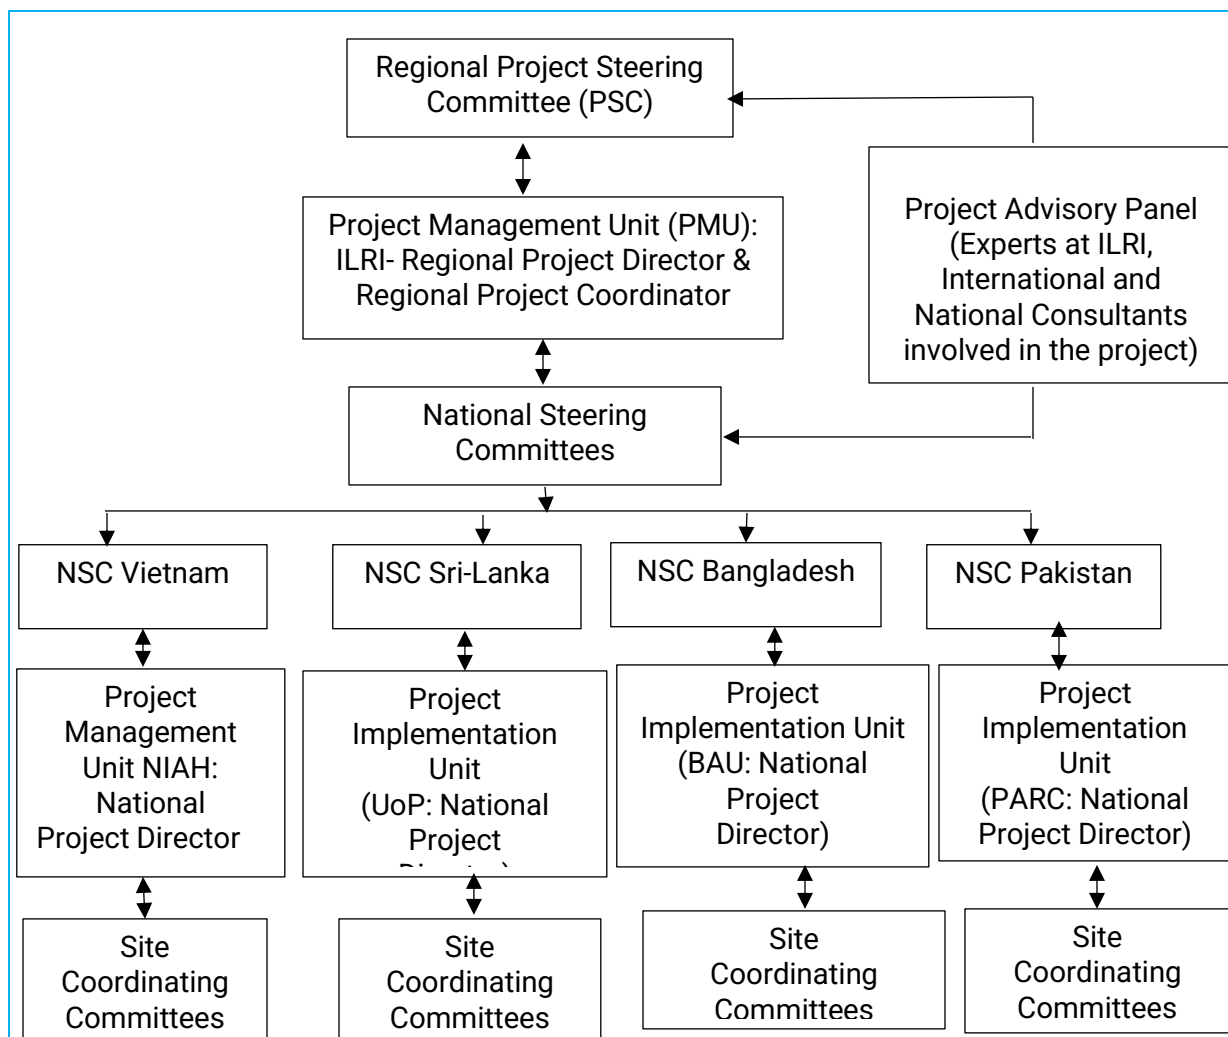 Regional Project Steering
Committee (PSC)
Project Management Unit (PMU):
ILRI- Regional Project Director &
Regional Project Coordinator
Project Advisory Panel
(Experts at ILRI,
International and
National Consultants
involved in the project)
National Steering
Committees
NSC Vietnam
NSC Sri-Lanka
NSC Bangladesh
NSC Pakistan
Project
Management
Unit NIAH:
National
Project Director
Project
Implementation
Unit
(UoP: National
Project
Project
Implementation Unit
(BAU: National
Project
Director)
Project
Implementation
Unit
(PARC: National
Project Director)
Site
Coordinating
Committees
Site
Coordinating
Committees
Site
Coordinating
Committees
Site
Coordinating
Committees